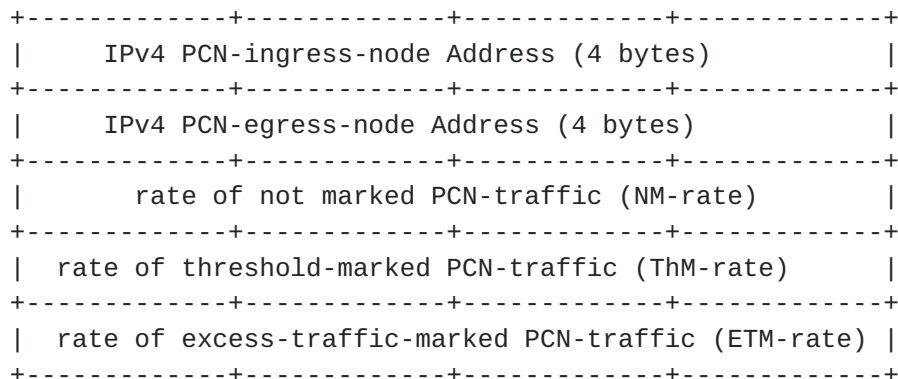 +-------------+-------------+-------------+-------------+
|     IPv4 PCN-ingress-node Address (4 bytes)           |
+-------------+-------------+-------------+-------------+
|     IPv4 PCN-egress-node Address (4 bytes)            |
+-------------+-------------+-------------+-------------+
|       rate of not marked PCN-traffic (NM-rate)        |
+-------------+-------------+-------------+-------------+
|  rate of threshold-marked PCN-traffic (ThM-rate)      |
+-------------+-------------+-------------+-------------+
|  rate of excess-traffic-marked PCN-traffic (ETM-rate) |
+-------------+-------------+-------------+-------------+